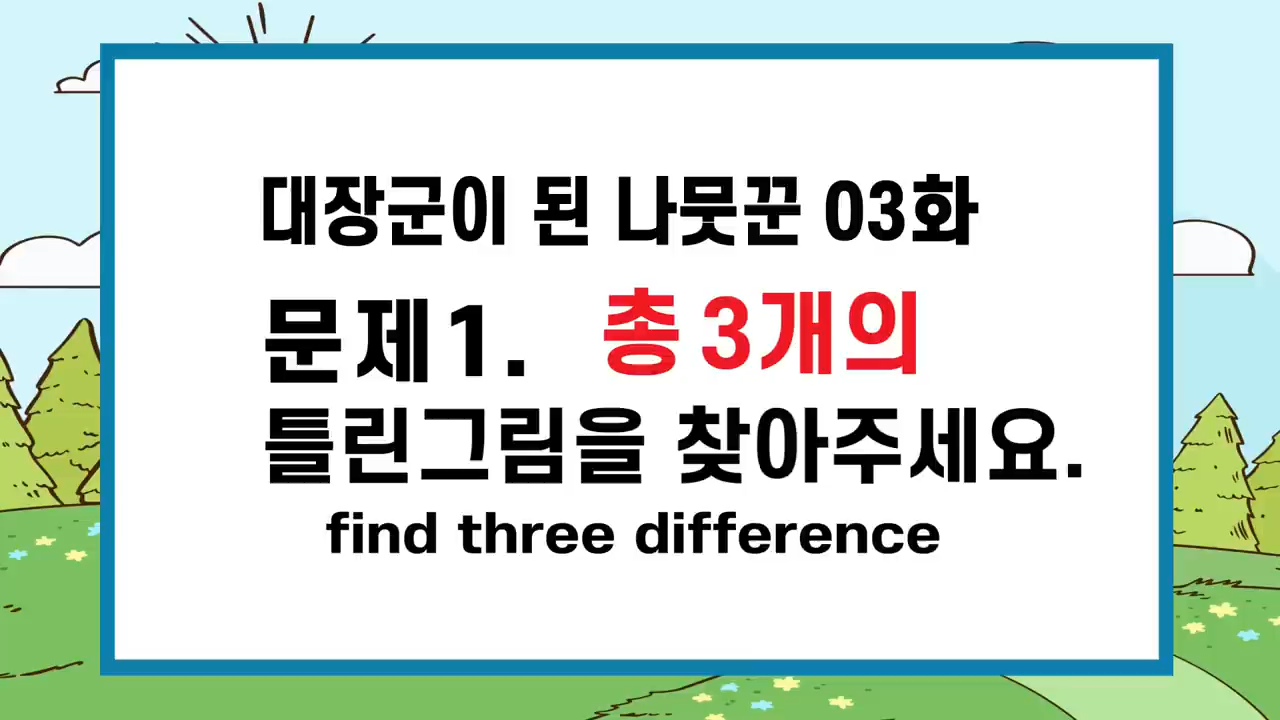 대장군이 된 나뭇꾼 03화
문제1. 총 3개의
틀린그림을 찾아주세요.
find three difference